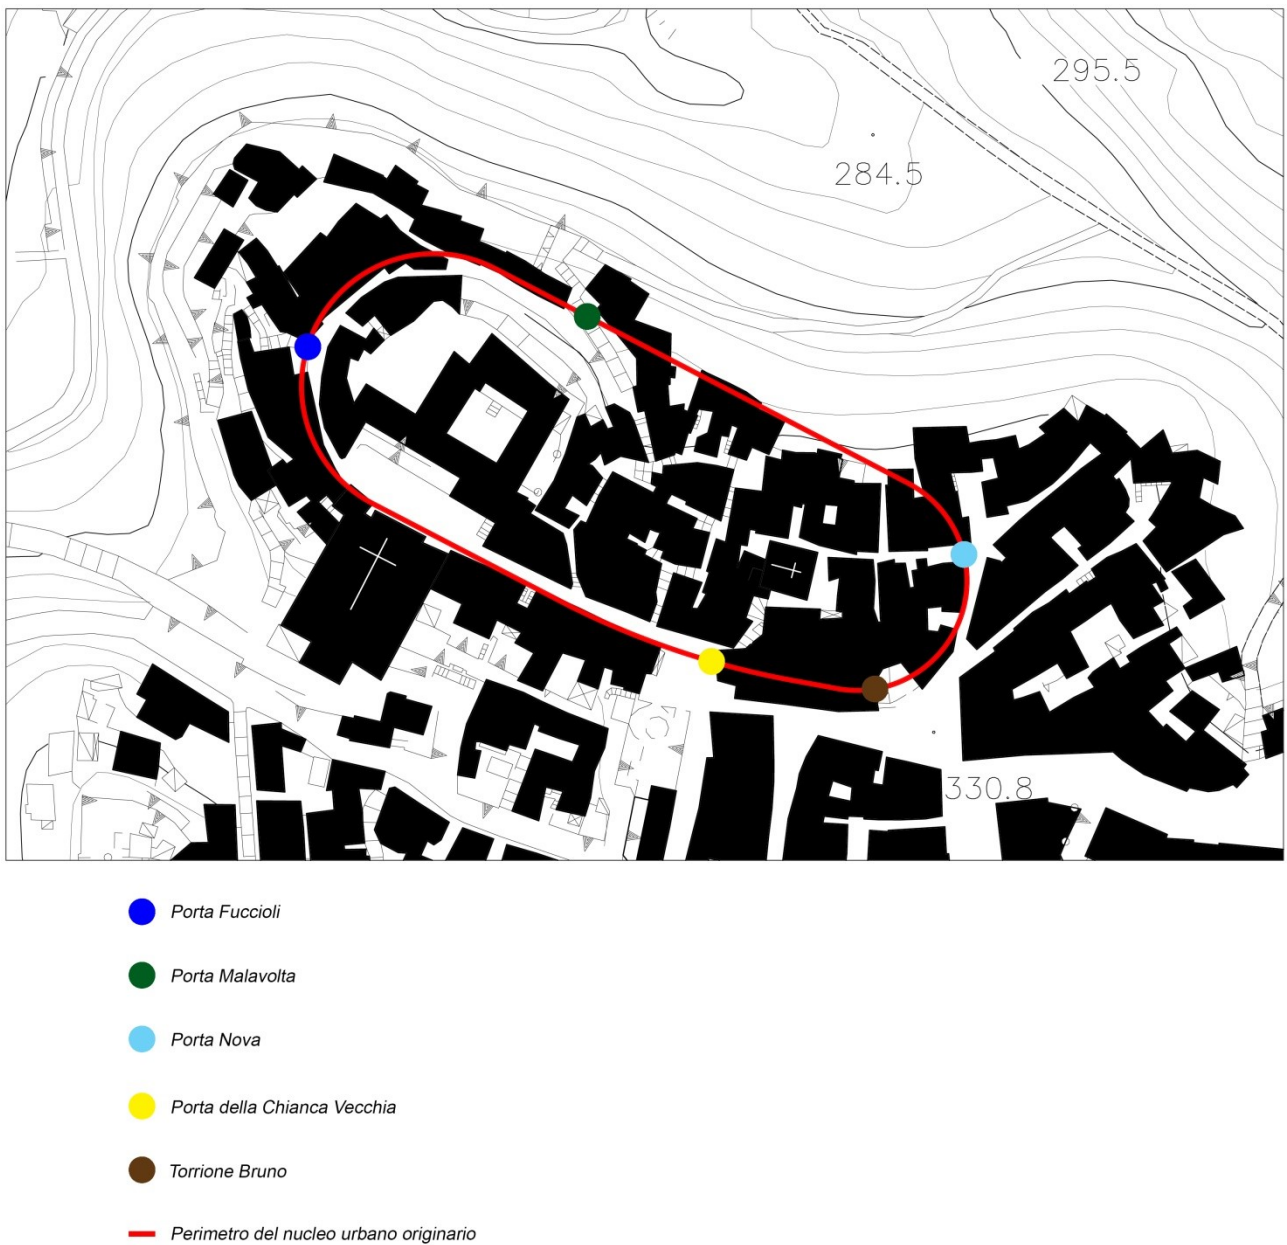 295.5
284.5
330.8
Porta Fuccioli
Porta Malavolta
Porta Nova
Porta della Chianca Vecchia
Torrione Bruno
Perimetro del nucleo urbano originario